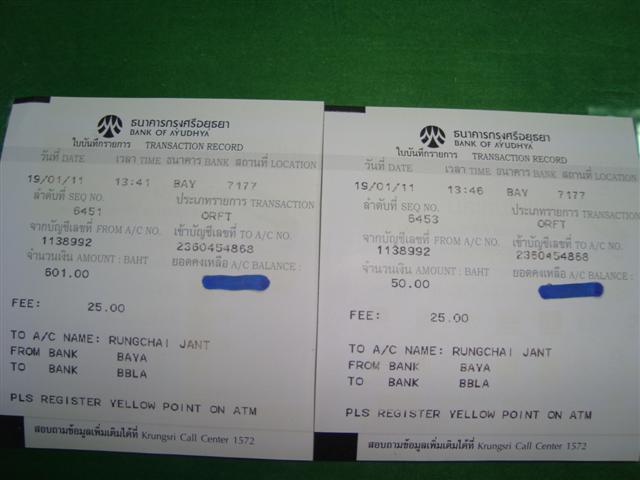 ธนาคารกรุงศรีอยุธยา
BANK OF AYUDHYA
ใบบันทึกรายการ TRANSACTION RECORD
วันที่ DATE เวลา TIME ธนาคาร BANK สถานที่ LOCATION
19/01/11 13:41 BAY 7177
ลำดับที่ SEQ NO. ประเภทรายการ TRANSACTION
6451 ORFT
จากบัญชีเลขที่ FROM A/C NO. เข้าบัญชีเลขที่ TO A/C NO.
1138992 2360454868
จำนวนเงิน AMOUNT : BAHT ยอดคงเหลือ A/C BALANCE :
601.00
FEE: 25.00
TO A/C NAME: RUNGCHAI JANT
FROM BANK BAYA
TO BANK BBLA
PLS REGISTER YELLOW POINT ON ATM
สอบถามข้อมูลเพิ่มเติมได้ที่ Krungsri Call Center 1572
ธนาคารกรุงศรีอยุธยา
BANK OF AYUDHYA
ใบบันทึกรายการ TRANSACTION RECORD
วันที่ DATE เวลา TIME ธนาคาร BANK สถานที่ LOCATION
19/01/11 13:46 BAY 7177
ลำดับที่ SEQ NO. ประเภทรายการ TRANSACTION
6453 ORFT
จากบัญชีเลขที่ FROM A/C NO. เข้าบัญชีเลขที่ TO A/C NO.
1138992 2360454868
จำนวนเงิน AMOUNT : BAHT ยอดคงเหลือ A/C BALANCE :
50.00
FEE: 25.00
TO A/C NAME: RUNGCHAI JANT
FROM BANK BAYA
TO BANK BBLA
PLS REGISTER YELLOW POINT ON ATM
สอบถามข้อมูลเพิ่มเติมได้ที่ Krungsri Call Center 1572